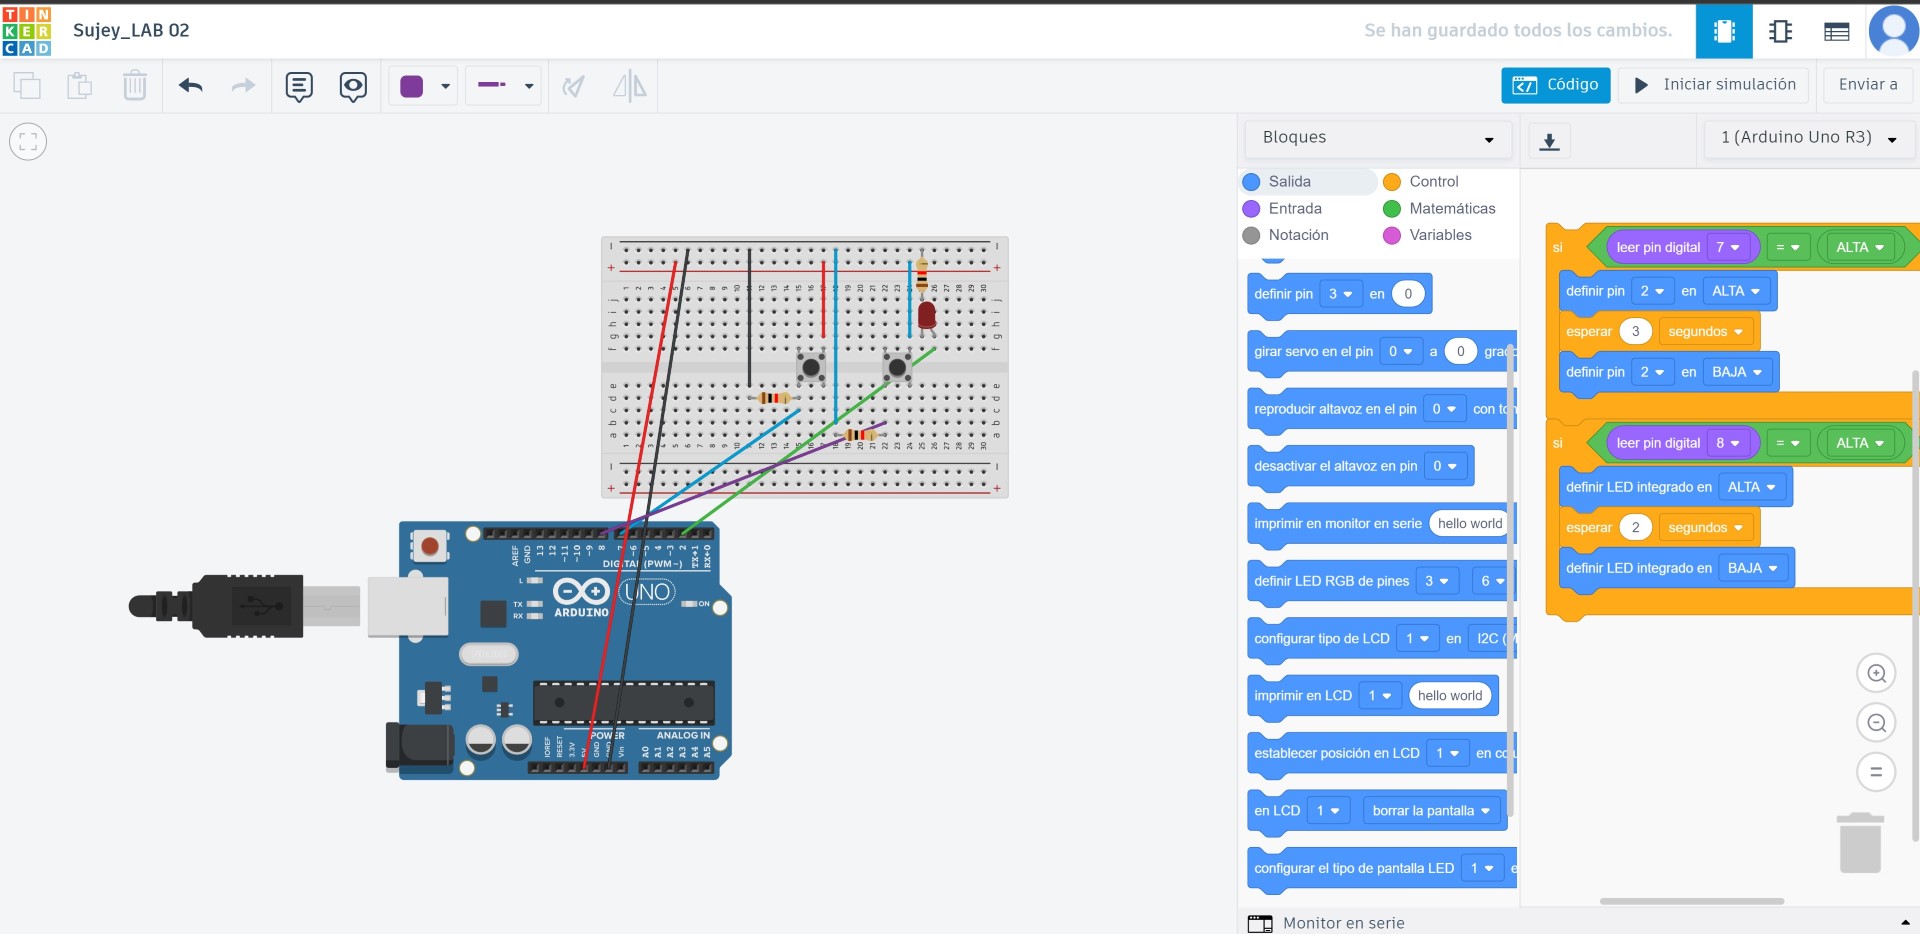 TIN
KER
CAD
Sujey_LAB 02
Se han guardado todos los cambios.
Código
Iniciar simulación
Enviar a
Bloques
1 (Arduino Uno R3)
Salida
Control
Entrada
Matemáticas
Notación
Variables
definir pin 3 en 0
girar servo en el pin 0 a 0
reproducir altavoz en el pin 0 con
desactivar el altavoz en pin 0
imprimir en monitor en serie hello world
definir LED RGB de pines 3 6
configurar tipo de LCD 1 en I2C
imprimir en LCD 1 hello world
establecer posición en LCD 1 en
en LCD 1 borrar la pantalla
configurar el tipo de pantalla LED 1
Monitor en serie
si leer pin digital 7 = ALTA
definir pin 2 en ALTA
esperar 3 segundos
definir pin 2 en BAJA
si leer pin digital 8 = ALTA
definir LED integrado en ALTA
esperar 2 segundos
definir LED integrado en BAJA
AREF GND 13 12 ~11 ~10 ~9 8 7 ~6 ~5 4 ~3 2 TX→1 RX←0
DIGITAL (PWM~)
L
TX
RX
ARDUINO
UNO
ON
POWER
ANALOG IN
IOREF RESET 3.3V 5V GND GND Vin A0 A1 A2 A3 A4 A5